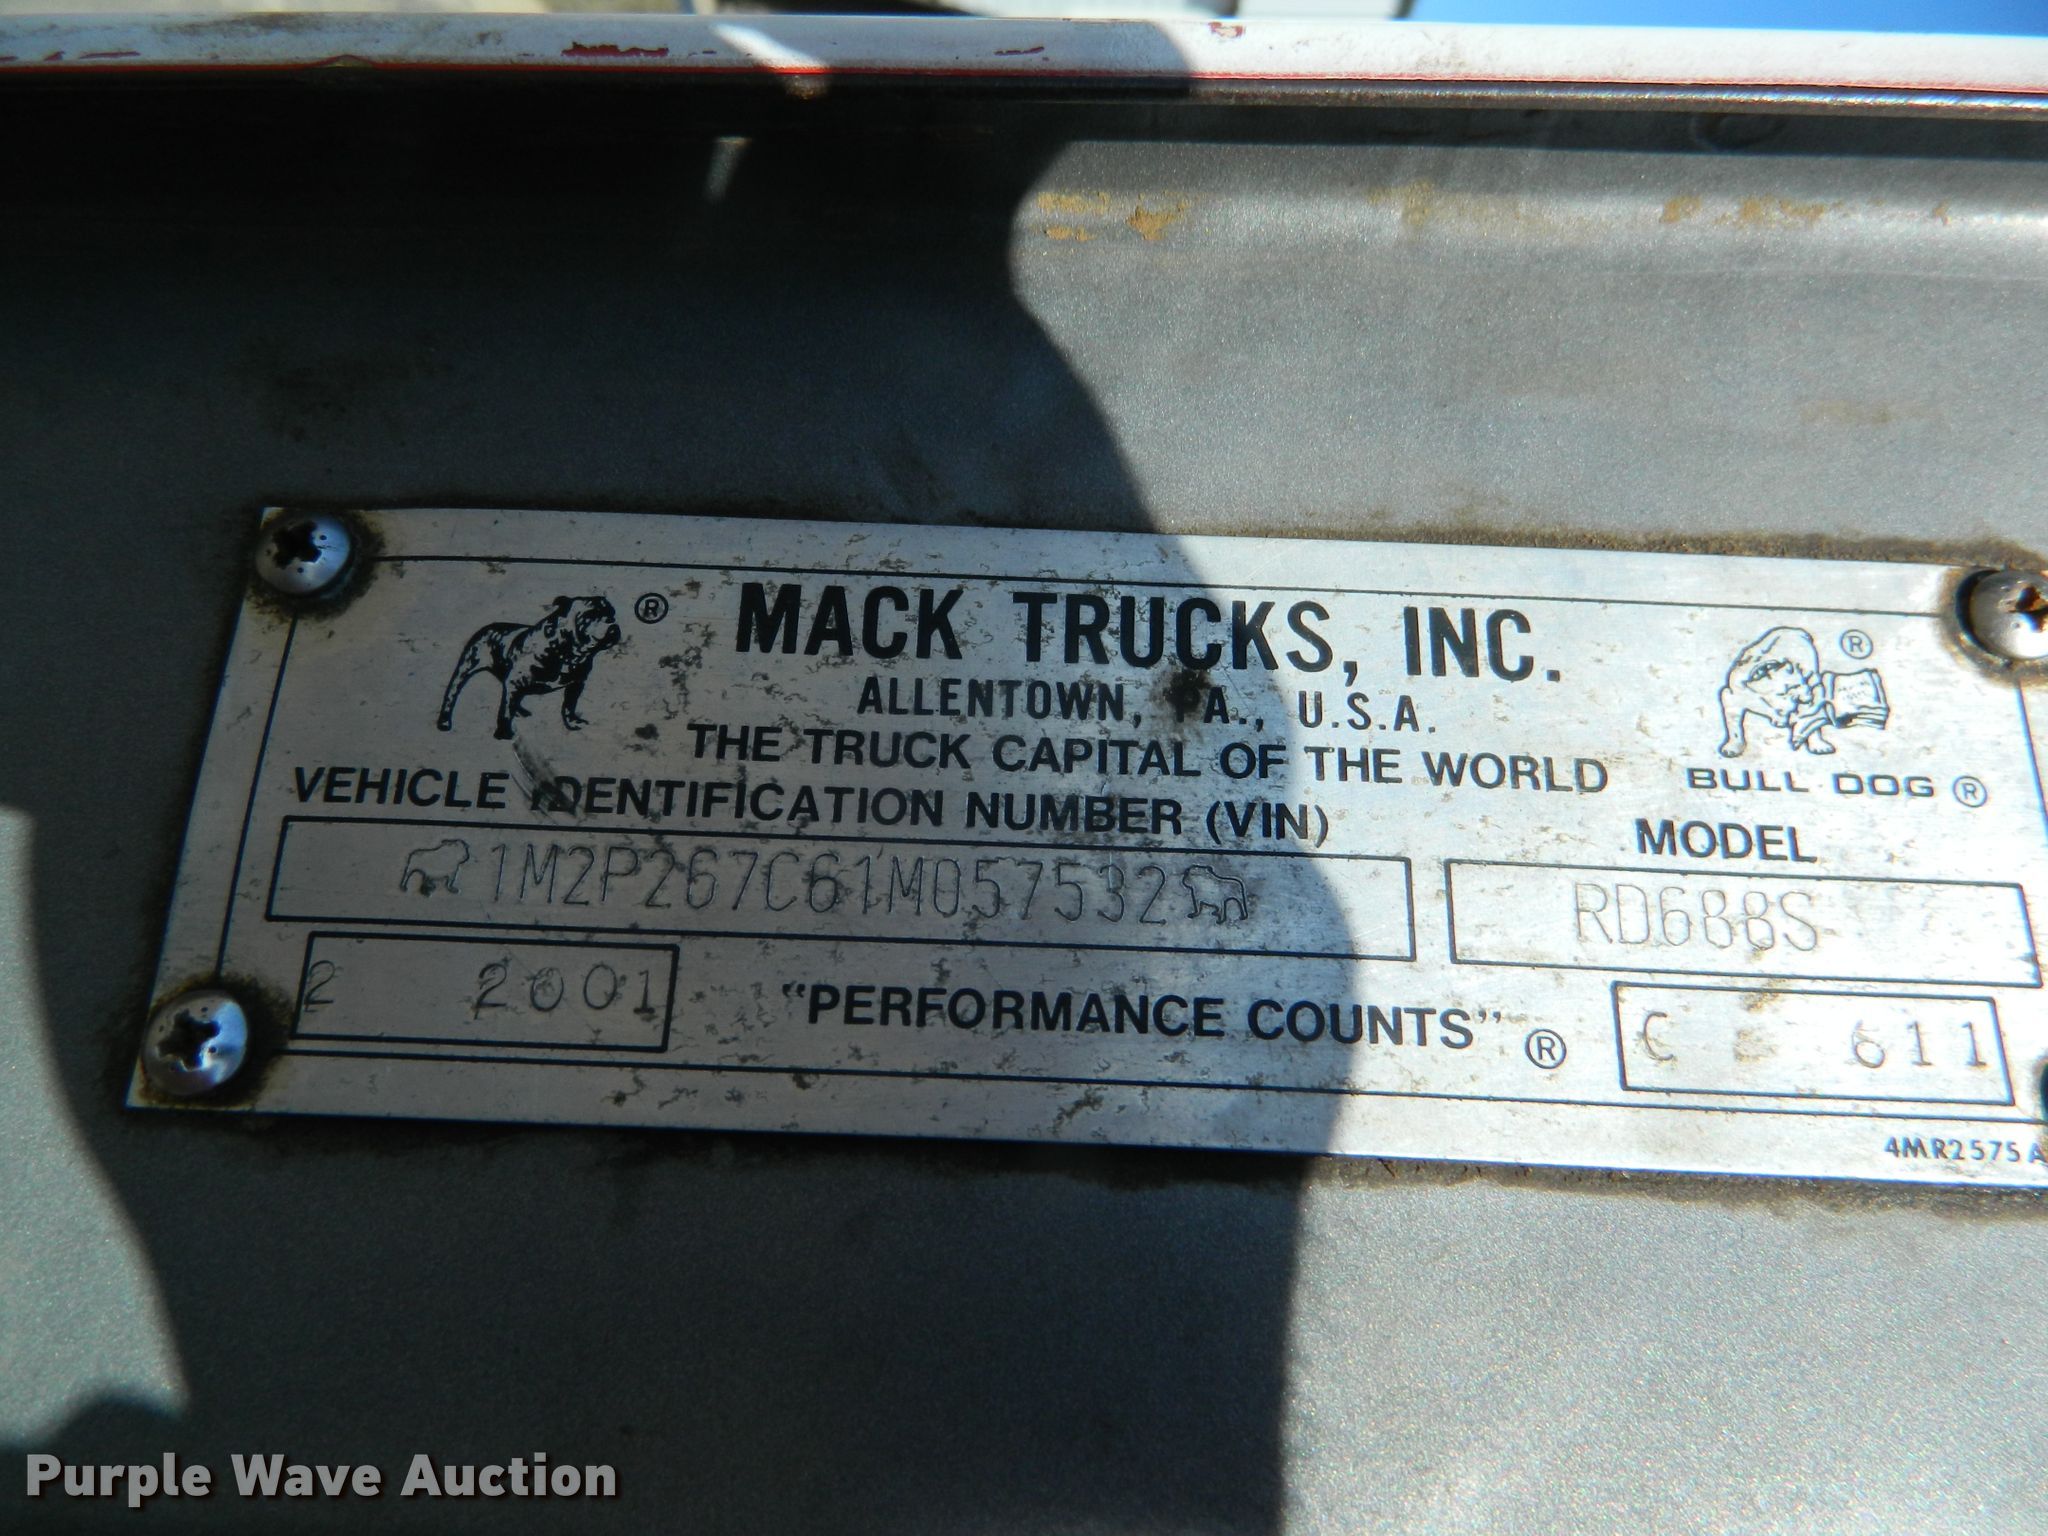 ® MACK TRUCKS, INC. ®
ALLENTOWN, PA., U.S.A.
THE TRUCK CAPITAL OF THE WORLD
BULL DOG ®
VEHICLE IDENTIFICATION NUMBER (VIN)
MODEL
1M2P267C61M057532
RD688S
2 2001
"PERFORMANCE COUNTS" ®
C 611
4MR2575A
Purple Wave Auction